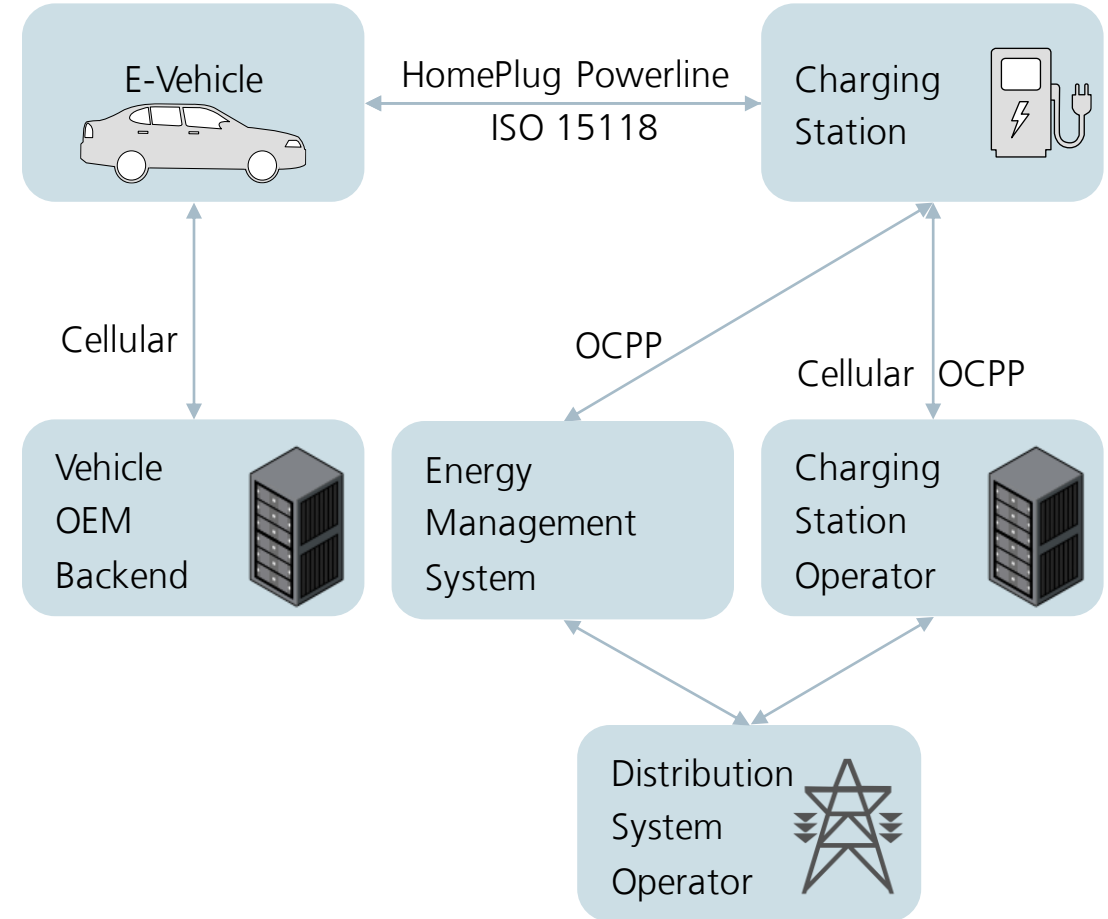 E-Vehicle
HomePlug Powerline
ISO 15118
Charging
Station
Cellular
OCPP
Cellular OCPP
Vehicle
OEM
Backend
Energy
Management
System
Charging
Station
Operator
Distribution
System
Operator